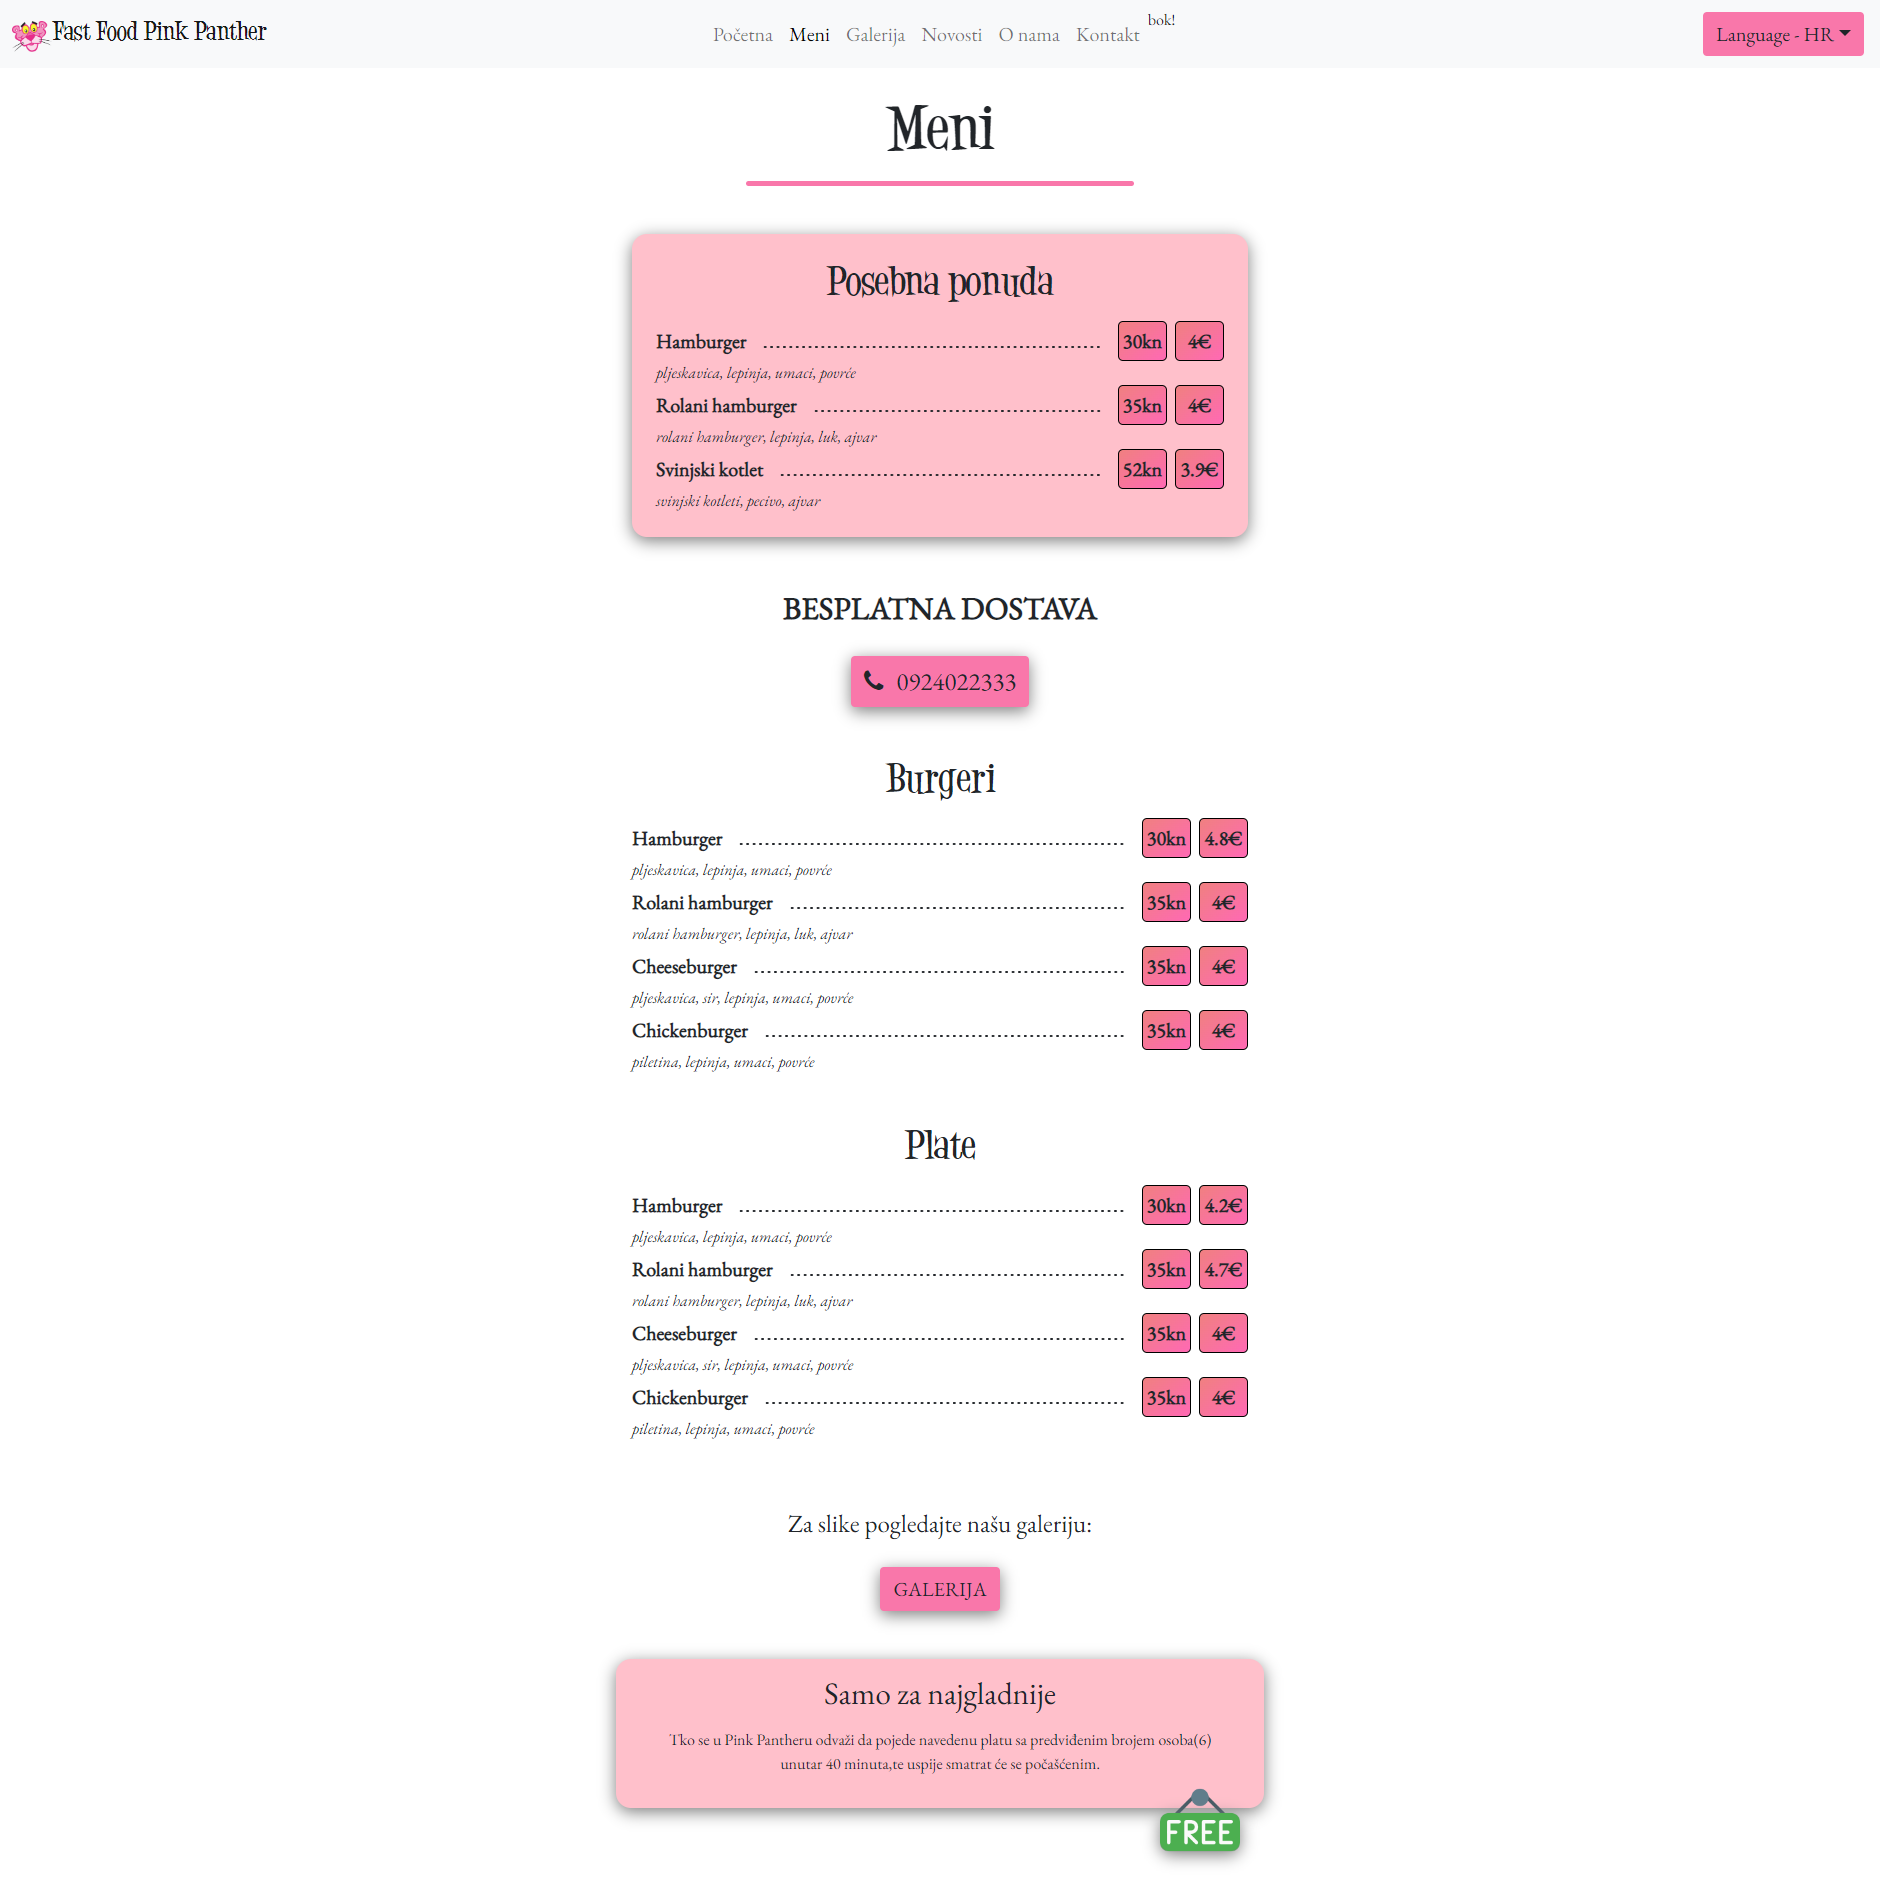 Fast Food Pink Panther
Početna Meni Galerija Novosti O nama Kontakt bok!
Language - HR
Meni
Posebna ponuda
Hamburger 30kn 4€
pljeskavica, lepinja, umaci, povrće
Rolani hamburger 35kn 4€
rolani hamburger, lepinja, luk, ajvar
Svinjski kotlet 52kn 3.9€
svinjski kotleti, pecivo, ajvar
BESPLATNA DOSTAVA
0924022333
Burgeri
Hamburger 30kn 4.8€
pljeskavica, lepinja, umaci, povrće
Rolani hamburger 35kn 4€
rolani hamburger, lepinja, luk, ajvar
Cheeseburger 35kn 4€
pljeskavica, sir, lepinja, umaci, povrće
Chickenburger 35kn 4€
piletina, lepinja, umaci, povrće
Plate
Hamburger 30kn 4.2€
pljeskavica, lepinja, umaci, povrće
Rolani hamburger 35kn 4.7€
rolani hamburger, lepinja, luk, ajvar
Cheeseburger 35kn 4€
pljeskavica, sir, lepinja, umaci, povrće
Chickenburger 35kn 4€
piletina, lepinja, umaci, povrće
Za slike pogledajte našu galeriju:
GALERIJA
Samo za najgladnije
Tko se u Pink Pantheru odvaži da pojede navedenu platu sa predviđenim brojem osoba(6)
unutar 40 minuta,te uspije smatrat će se počašćenim.
FREE